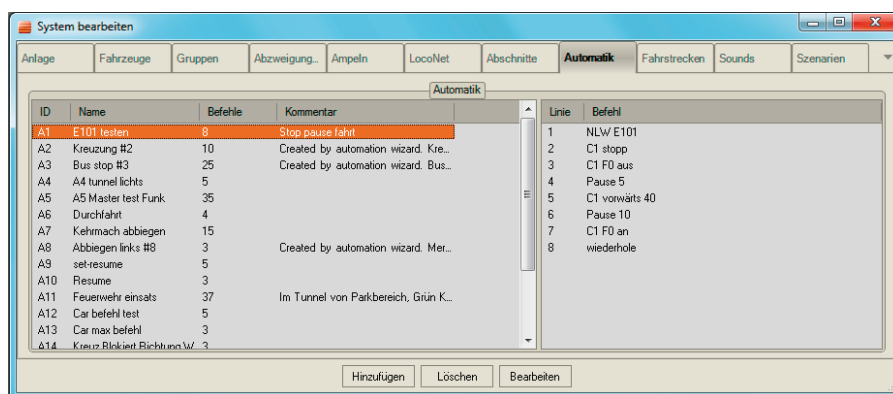 System bearbeiten
Anlage Fahrzeuge Gruppen Abzweigung... Ampeln LocoNet Abschnitte Automatik Fahrstrecken Sounds Szenarien
Automatik
ID Name Befehle Kommentar
A1 E101 testen 8 Stop pause fahrt
A2 Kreuzung #2 10 Created by automation wizard. Kre...
A3 Bus stop #3 25 Created by automation wizard. Bus...
A4 A4 tunnel lichts 5
A5 A5 Master test Funk 35
A6 Durchfahrt 4
A7 Kehrmach abbiegen 15
A8 Abbiegen links #8 3 Created by automation wizard. Mer...
A9 set-resume 5
A10 Resume 3
A11 Feuerwehr einsats 37 Im Tunnel von Parkbereich, Grün K...
A12 Car befehl test 5
A13 Car max befehl 3
A14 Kreuz Blokiert Richtung W 3
Linie Befehl
1 NLW E101
2 C1 stopp
3 C1 F0 aus
4 Pause 5
5 C1 vorwärts 40
6 Pause 10
7 C1 F0 an
8 wiederhole
Hinzufügen Löschen Bearbeiten